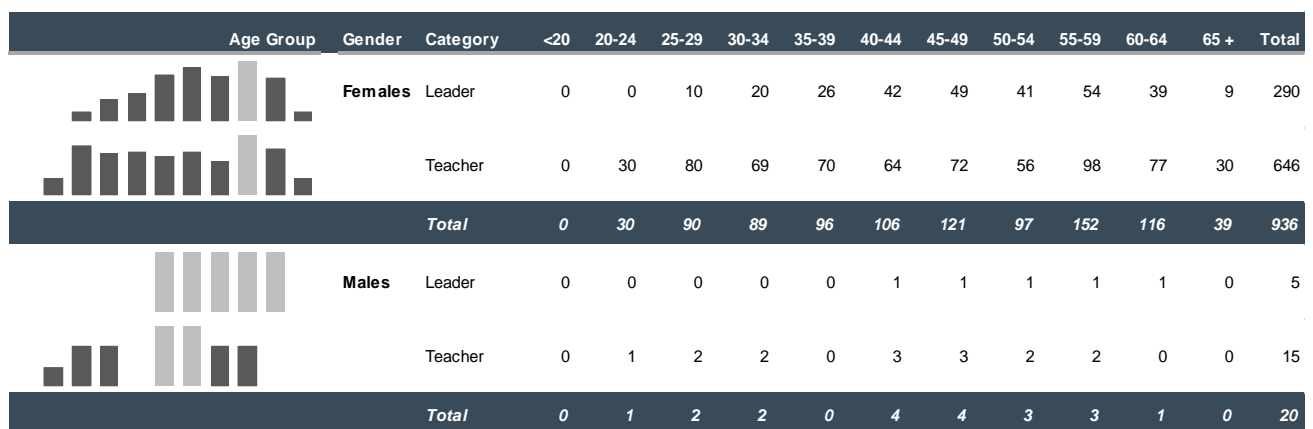 Age Group Gender Category <20 20-24 25-29 30-34 35-39 40-44 45-49 50-54 55-59 60-64 65 + Total
Females Leader 0 0 10 20 26 42 49 41 54 39 9 290
Teacher 0 30 80 69 70 64 72 56 98 77 30 646
Total 0 30 90 89 96 106 121 97 152 116 39 936
Males Leader 0 0 0 0 0 1 1 1 1 1 0 5
Teacher 0 1 2 2 0 3 3 2 2 0 0 15
Total 0 1 2 2 0 4 4 3 3 1 0 20